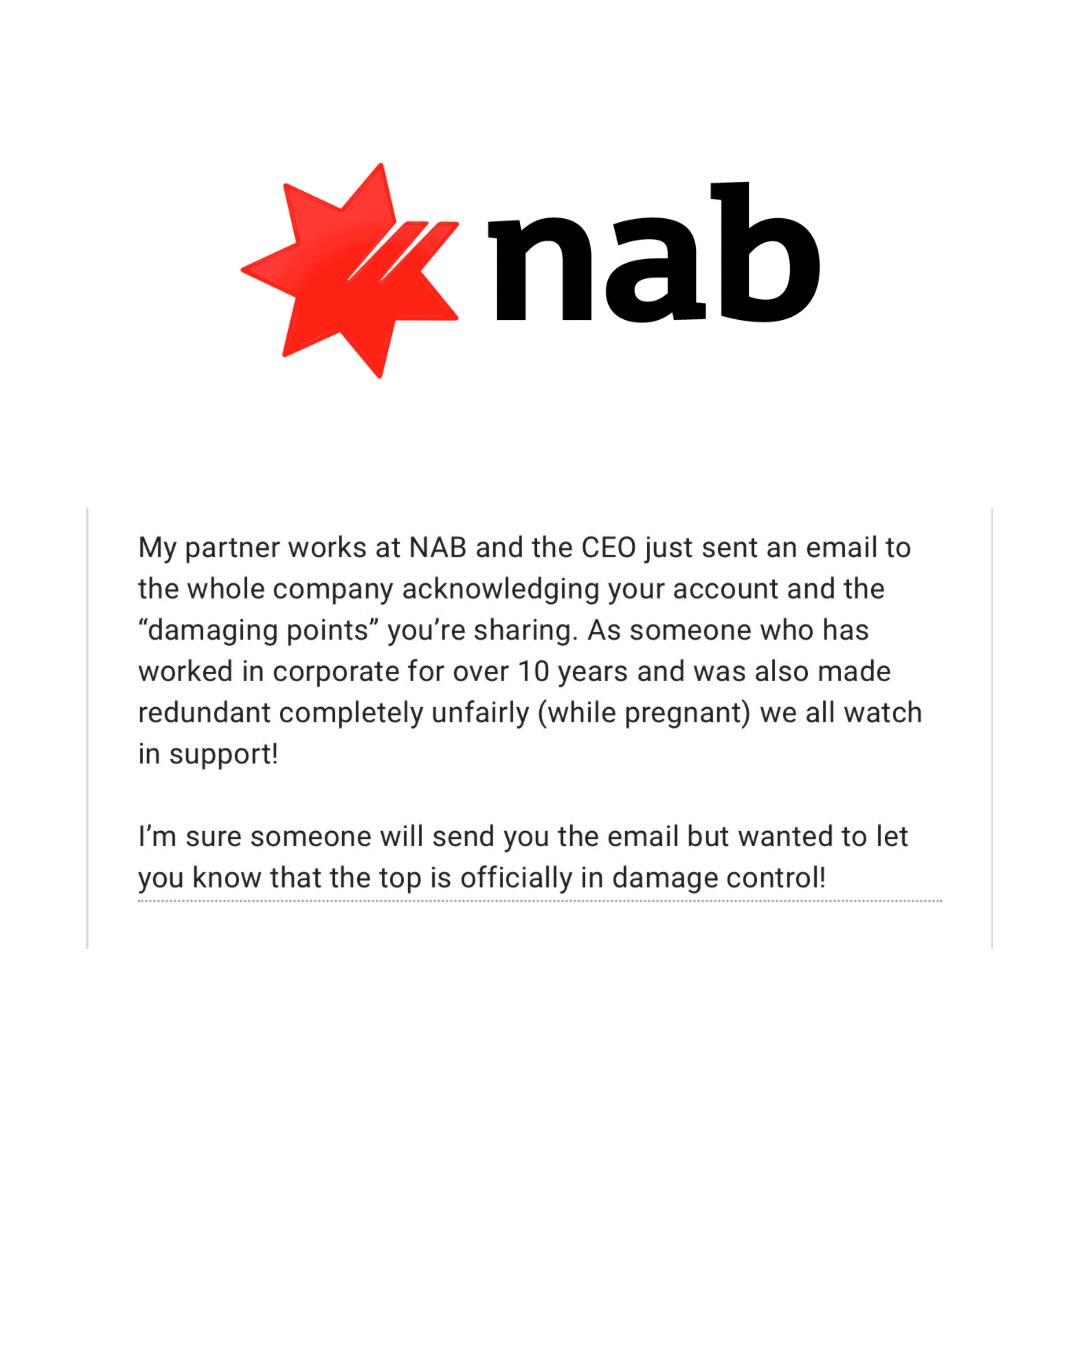 nab
My partner works at NAB and the CEO just sent an email to
the whole company acknowledging your account and the
“damaging points” you’re sharing. As someone who has
worked in corporate for over 10 years and was also made
redundant completely unfairly (while pregnant) we all watch
in support!
I’m sure someone will send you the email but wanted to let
you know that the top is officially in damage control!